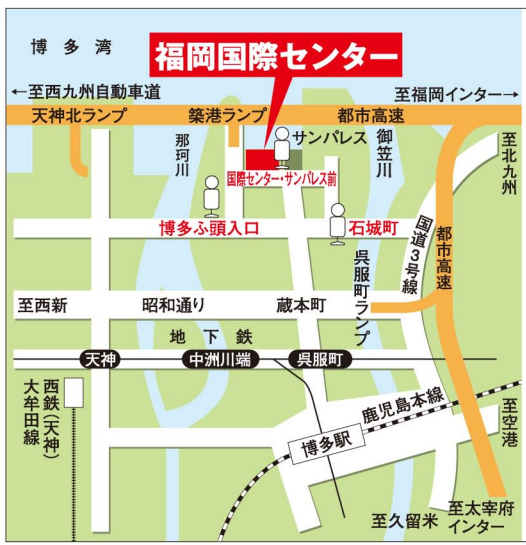 博多湾
福岡国際センター
←至西九州自動車道
至福岡インター→
天神北ランプ
築港ランプ
都市高速
那珂川
サンパレス
御笠川
至北九州
国際センター・サンパレス前
博多ふ頭入口
石城町
国道3号線
都市高速
呉服町ランプ
至西新
昭和通り
蔵本町
地下鉄
天神
中洲川端
呉服町
西鉄(天神)
大牟田線
鹿児島本線
博多駅
至空港
至久留米
至太宰府
インター